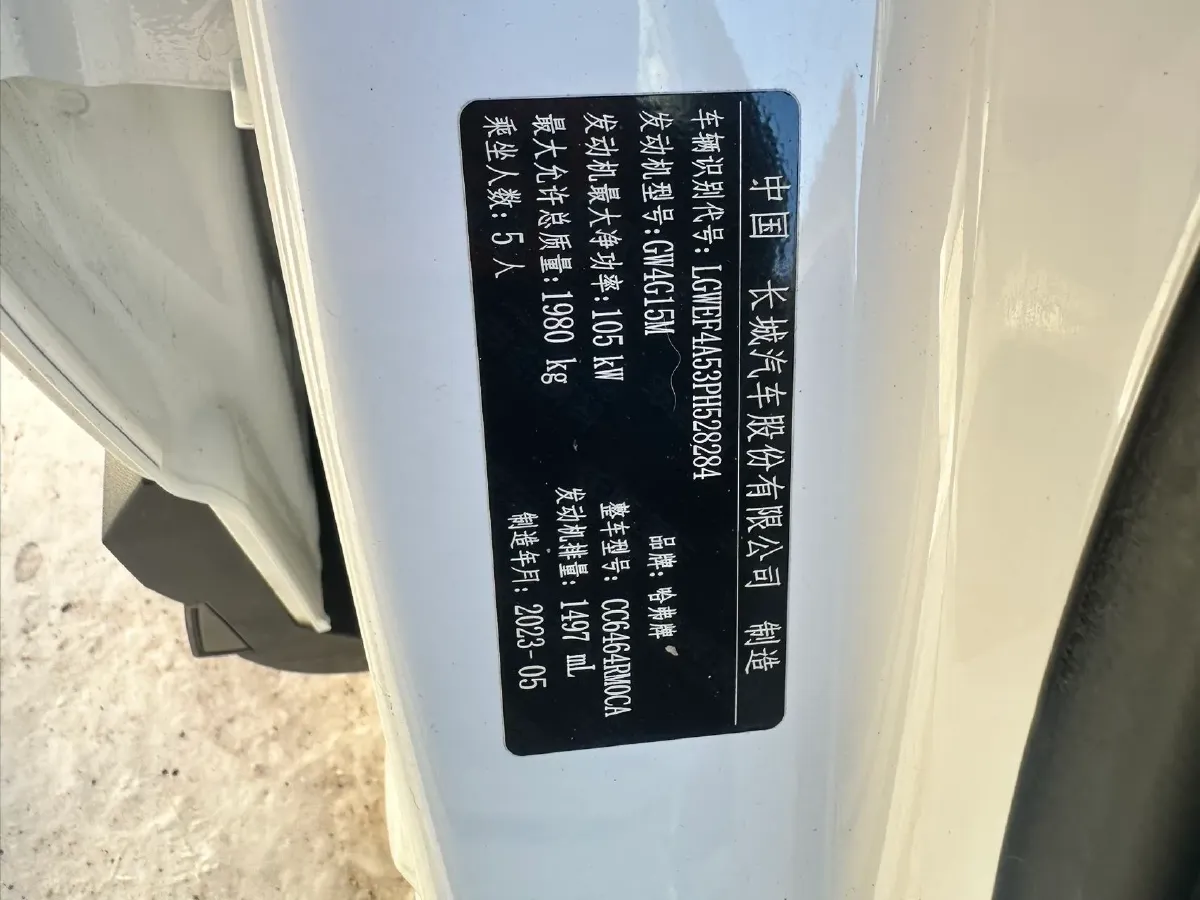 中国 长城汽车股份有限公司 制造
车辆识别代号: LGWEF4A53PH528284
发动机型号: GW4G15M 品牌: 哈弗牌
发动机最大净功率: 105 kW 整车型号: CC6464RM0CA
最大允许总质量: 1980 kg 发动机排量: 1497 mL
乘坐人数: 5 人 制造年月: 2023-05